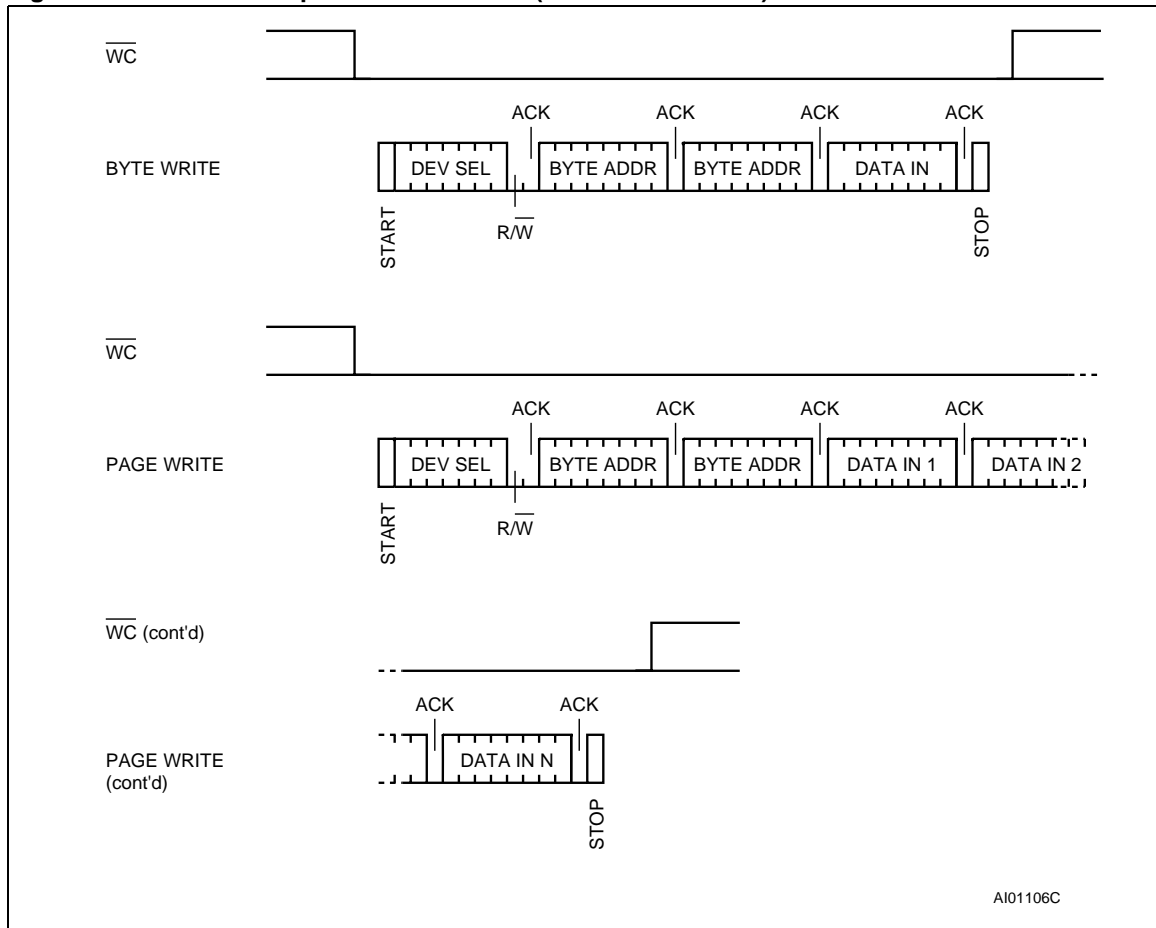 WC
ACK ACK ACK ACK
BYTE WRITE
DEV SEL BYTE ADDR BYTE ADDR DATA IN
R/W
START
STOP
WC
ACK ACK ACK ACK
PAGE WRITE
DEV SEL BYTE ADDR BYTE ADDR DATA IN 1 DATA IN 2
R/W
START
WC (cont'd)
ACK ACK
PAGE WRITE
(cont'd)
DATA IN N
STOP
AI01106C